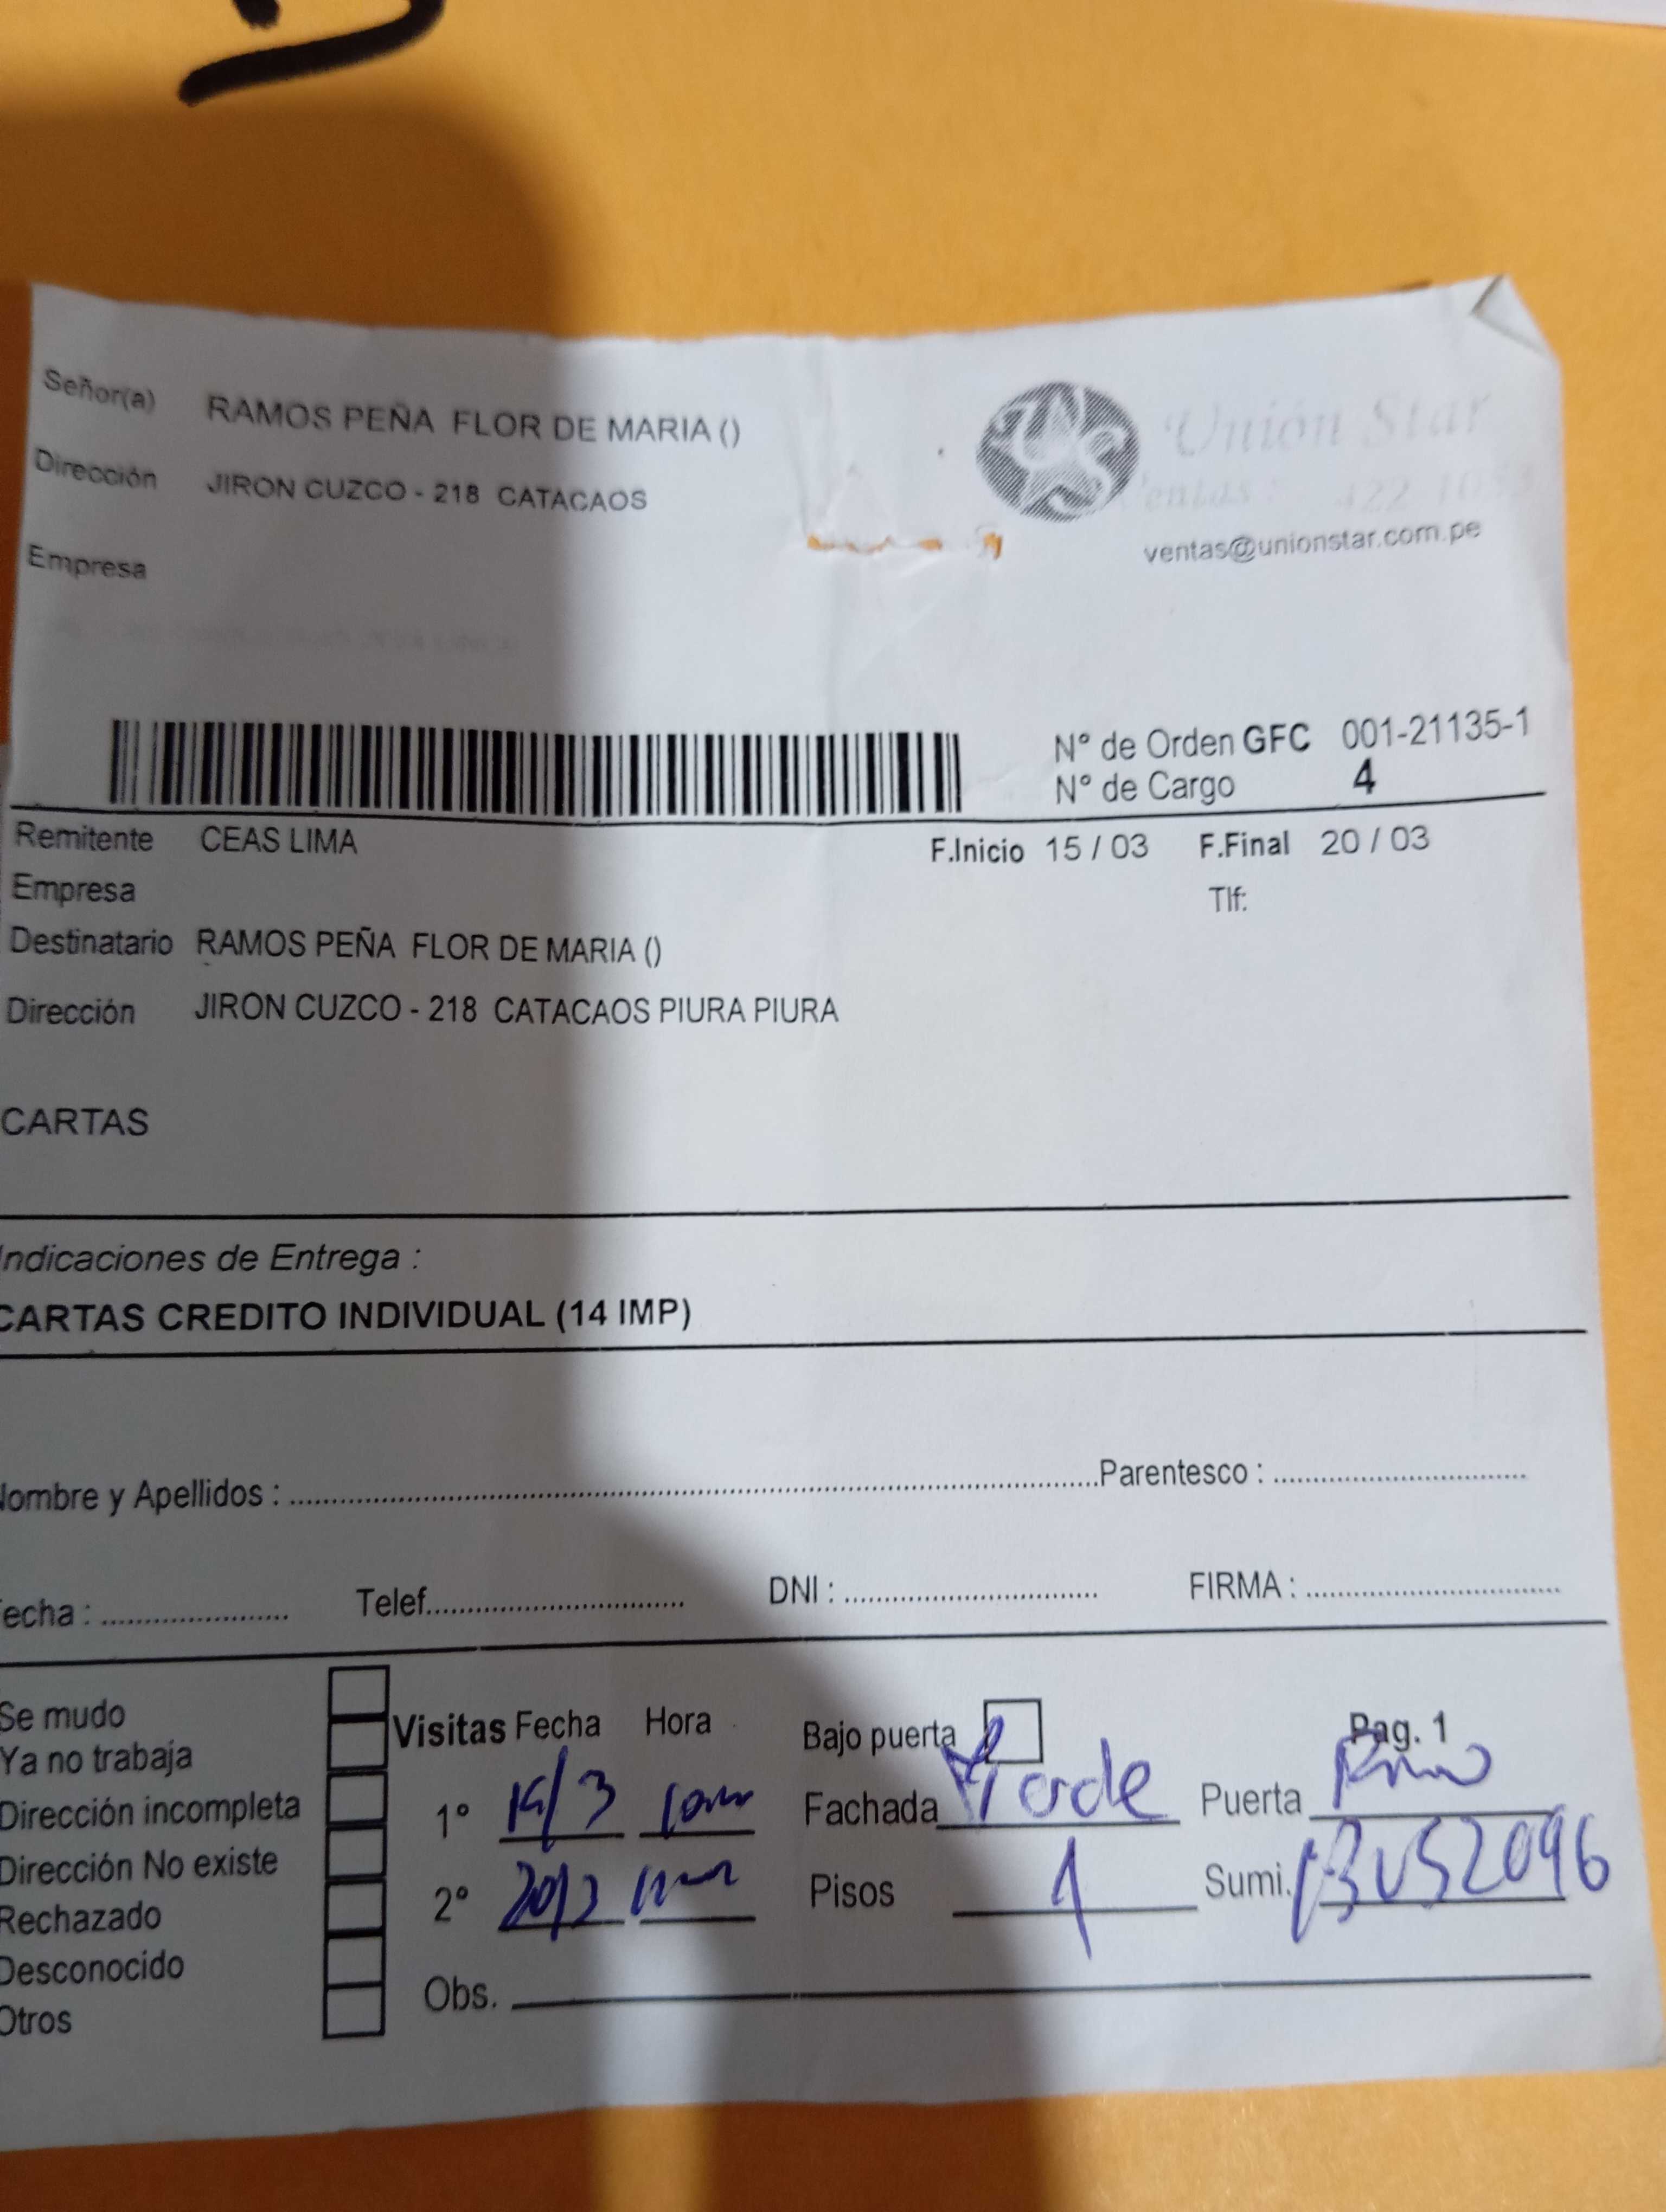 Señor(a) RAMOS PEÑA FLOR DE MARIA ()
Unión Star
Dirección JIRON CUZCO - 218 CATACAOS
Ventas: 422 105
ventas@unionstar.com.pe
Empresa
N° de Orden GFC 001-21135-1
N° de Cargo 4
Remitente CEAS LIMA F.Inicio 15 / 03 F.Final 20 / 03
Empresa Tlf:
Destinatario RAMOS PEÑA FLOR DE MARIA ()
Dirección JIRON CUZCO - 218 CATACAOS PIURA PIURA
CARTAS
Indicaciones de Entrega :
CARTAS CREDITO INDIVIDUAL (14 IMP)
Nombre y Apellidos : Parentesco :
Fecha : Telef. DNI : FIRMA :
Se mudo
Ya no trabaja
Dirección incompleta
Dirección No existe
Rechazado
Desconocido
Otros
Visitas Fecha Hora Bajo puerta Pag. 1
1° 19/3 10am Fachada Puerta
2° 20/3 Pisos 1 Sumi.
Obs.